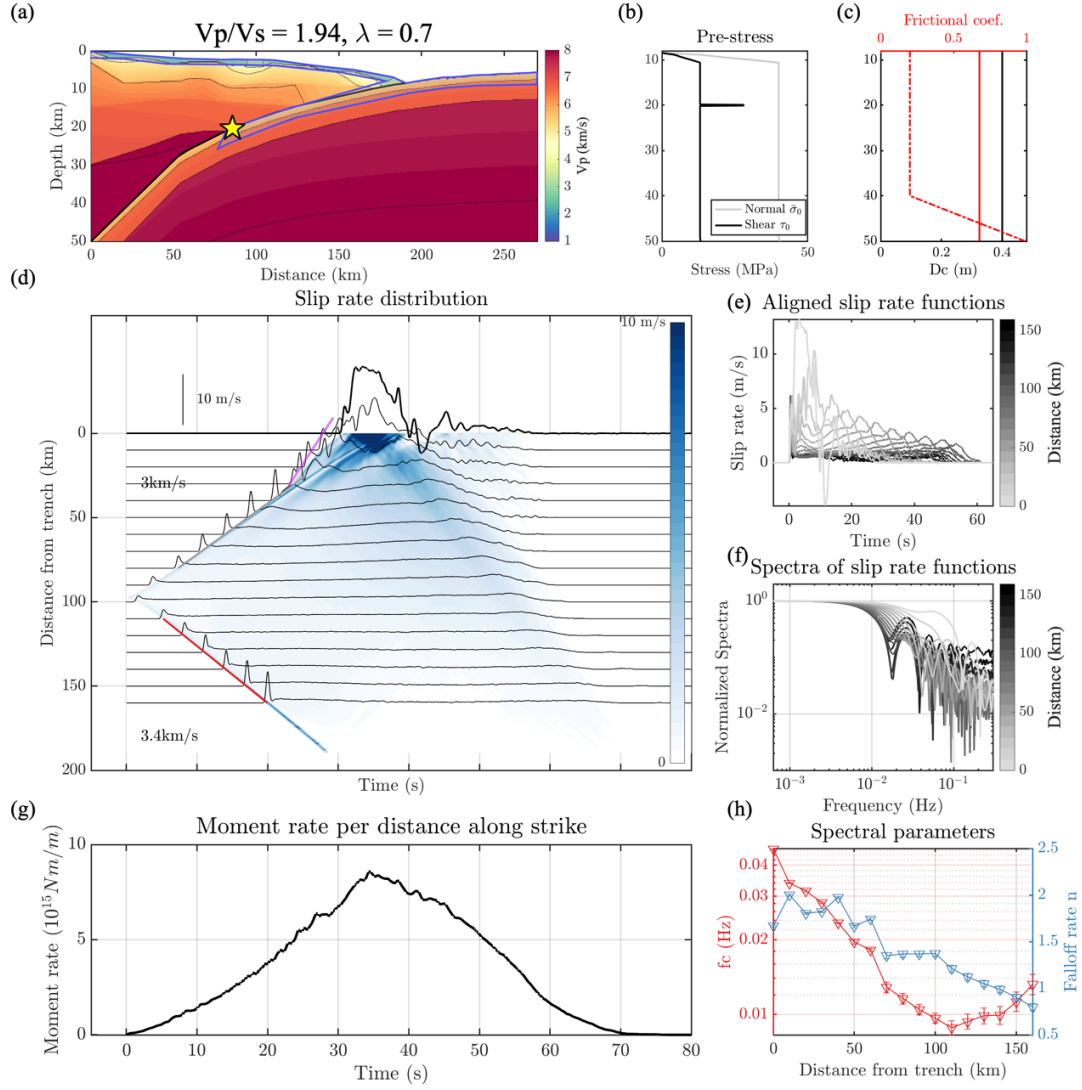 (a)
Vp/Vs = 1.94, λ = 0.7
0
10
20
30
40
50
Depth (km)
0
50
100
150
200
250
Distance (km)
8
7
6
5
4
3
2
1
Vp (km/s)
(b)
Pre-stress
10
20
30
40
50
Normal σ̄₀
Shear τ₀
0
50
Stress (MPa)
(c)
Frictional coef.
0
0.2
0.4
0.6
0.8
1
10
20
30
40
50
0
0.2
0.4
Dc (m)
(d)
Slip rate distribution
10 m/s
10 m/s
0
50
100
150
200
Distance from trench (km)
3km/s
3.4km/s
0
Time (s)
(e)
Aligned slip rate functions
10
5
0
Slip rate (m/s)
0
20
40
60
Time (s)
150
100
50
0
Distance (km)
(f)
Spectra of slip rate functions
10⁰
10⁻²
Normalized Spectra
10⁻³
10⁻²
10⁻¹
Frequency (Hz)
150
100
50
0
Distance (km)
(g)
Moment rate per distance along strike
10
5
0
Moment rate (10¹⁵Nm/m)
0
10
20
30
40
50
60
70
80
Time (s)
(h)
Spectral parameters
0.04
0.03
0.02
0.01
fc (Hz)
2.5
2
1.5
1
0.5
Falloff rate n
0
50
100
150
Distance from trench (km)